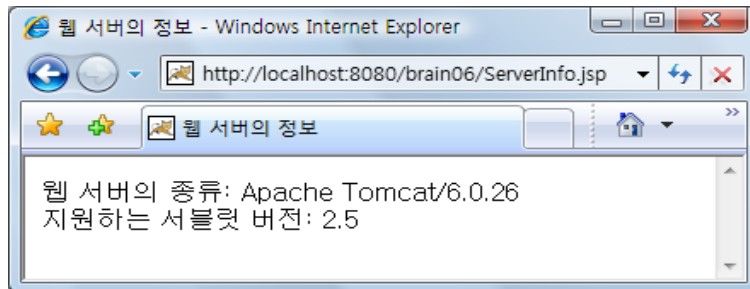 웹 서버의 정보 - Windows Internet Explorer
http://localhost:8080/brain06/ServerInfo.jsp
웹 서버의 정보
웹 서버의 종류: Apache Tomcat/6.0.26
지원하는 서블릿 버전: 2.5